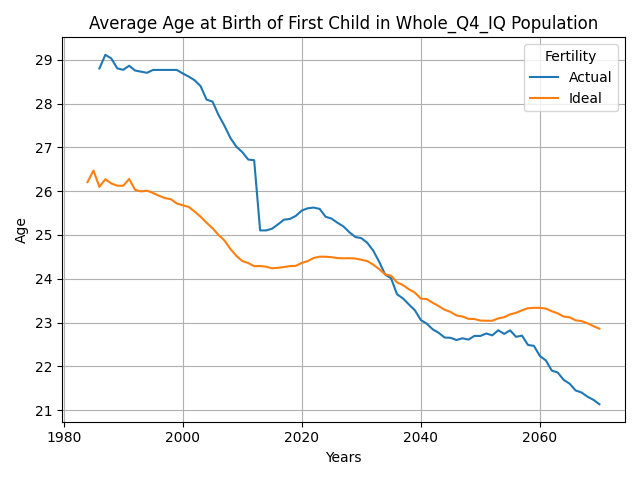 Average Age at Birth of First Child in Whole_Q4_IQ Population
Fertility
Actual
Ideal
29
28
27
26
25
24
23
22
21
Age
1980
2000
2020
2040
2060
Years